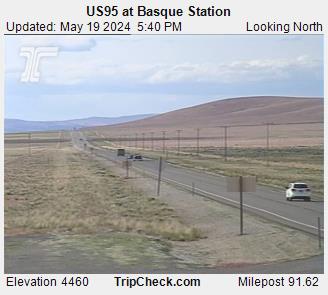 US95 at Basque Station
Updated: May 19 2024 5:40 PM Looking North
Elevation 4460 TripCheck.com Milepost 91.62